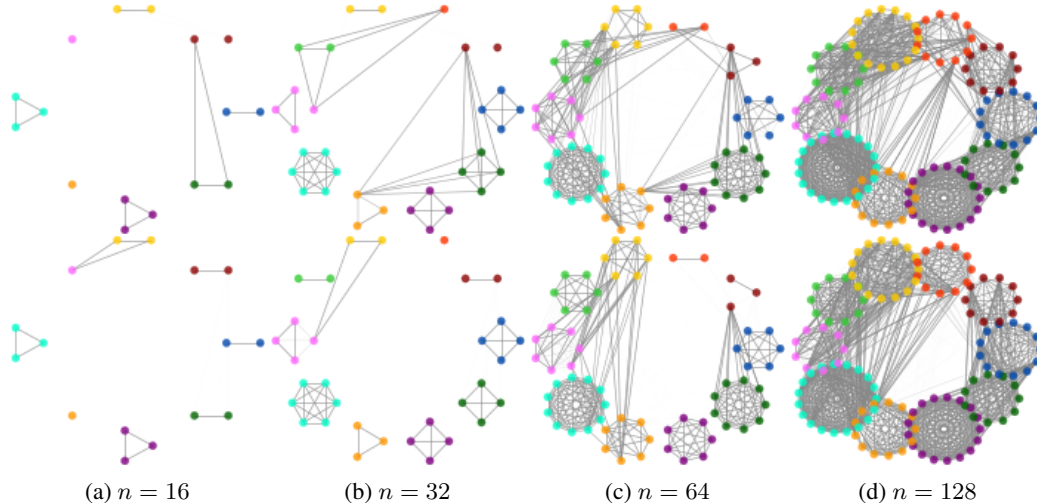 (a) n = 16 (b) n = 32 (c) n = 64 (d) n = 128